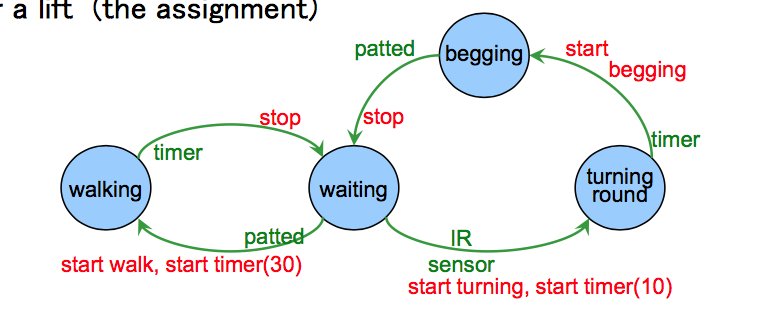 a lift (the assignment)
patted
begging
start
begging
stop
stop
timer
timer
walking
waiting
turning
round
patted
IR
sensor
start walk, start timer(30)
start turning, start timer(10)